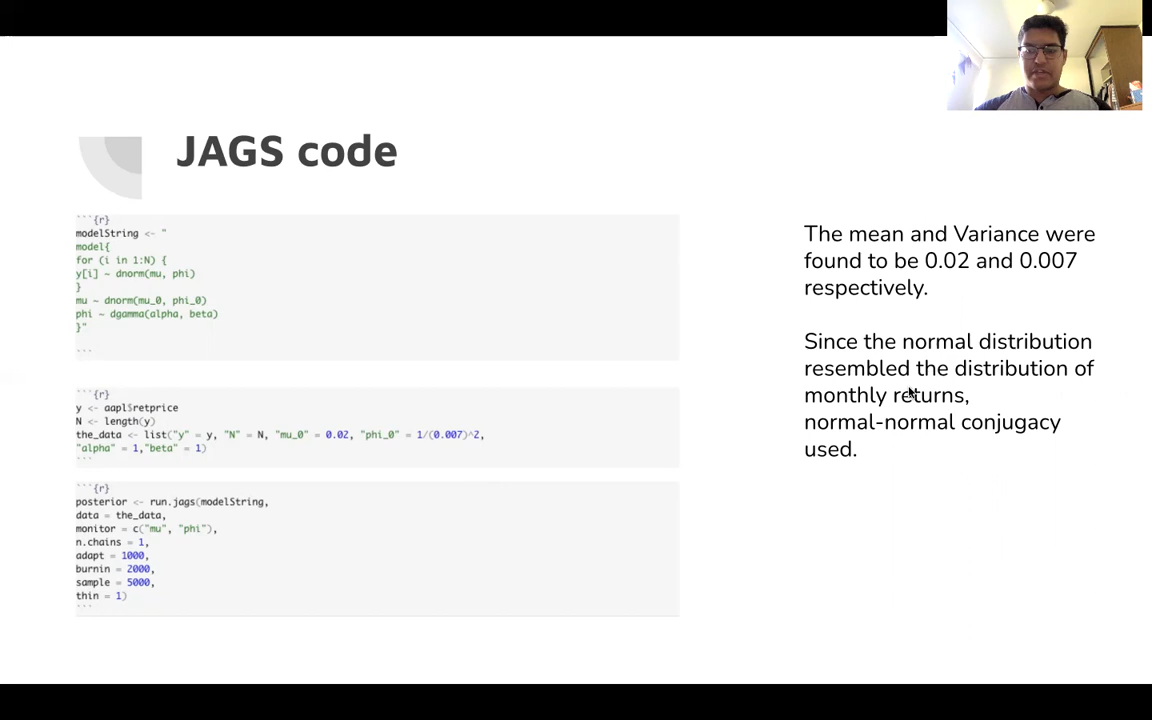 JAGS code
```{r}
modelString <- "
model{
for (i in 1:N) {
y[i] ~ dnorm(mu, phi)
}
mu ~ dnorm(mu_0, phi_0)
phi ~ dgamma(alpha, beta)
}"
```
```{r}
y <- aapl$retprice
N <- length(y)
the_data <- list("y" = y, "N" = N, "mu_0" = 0.02, "phi_0" = 1/(0.007)^2,
"alpha" = 1,"beta" = 1)
```
```{r}
posterior <- run.jags(modelString,
data = the_data,
monitor = c("mu", "phi"),
n.chains = 1,
adapt = 1000,
burnin = 2000,
sample = 5000,
thin = 1)
```
The mean and Variance were
found to be 0.02 and 0.007
respectively.
Since the normal distribution
resembled the distribution of
monthly returns,
normal-normal conjugacy
used.